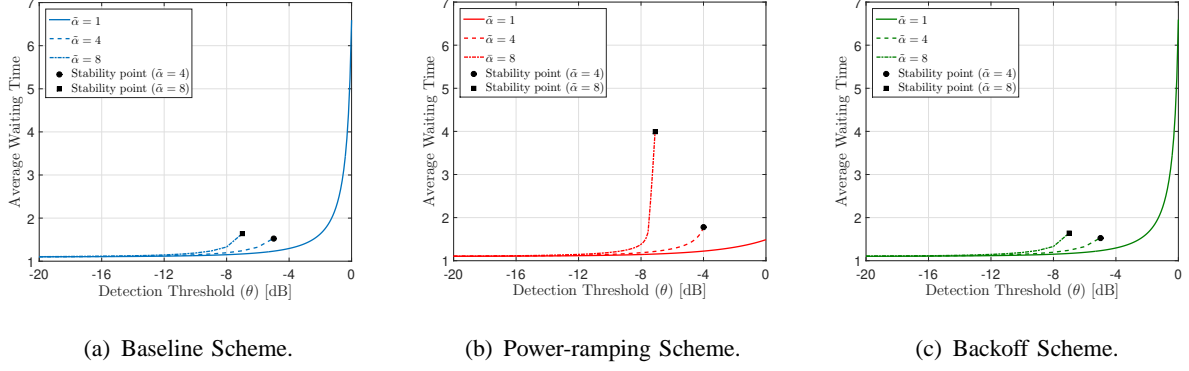 7
6
5
4
3
2
1
Average Waiting Time
α̃ = 1
α̃ = 4
α̃ = 8
Stability point (α̃ = 4)
Stability point (α̃ = 8)
-20 -16 -12 -8 -4 0
Detection Threshold (θ) [dB]
(a) Baseline Scheme.
7
6
5
4
3
2
1
Average Waiting Time
α̃ = 1
α̃ = 4
α̃ = 8
Stability point (α̃ = 4)
Stability point (α̃ = 8)
-20 -16 -12 -8 -4 0
Detection Threshold (θ) [dB]
(b) Power-ramping Scheme.
7
6
5
4
3
2
1
Average Waiting Time
α̃ = 1
α̃ = 4
α̃ = 8
Stability point (α̃ = 4)
Stability point (α̃ = 8)
-20 -16 -12 -8 -4 0
Detection Threshold (θ) [dB]
(c) Backoff Scheme.